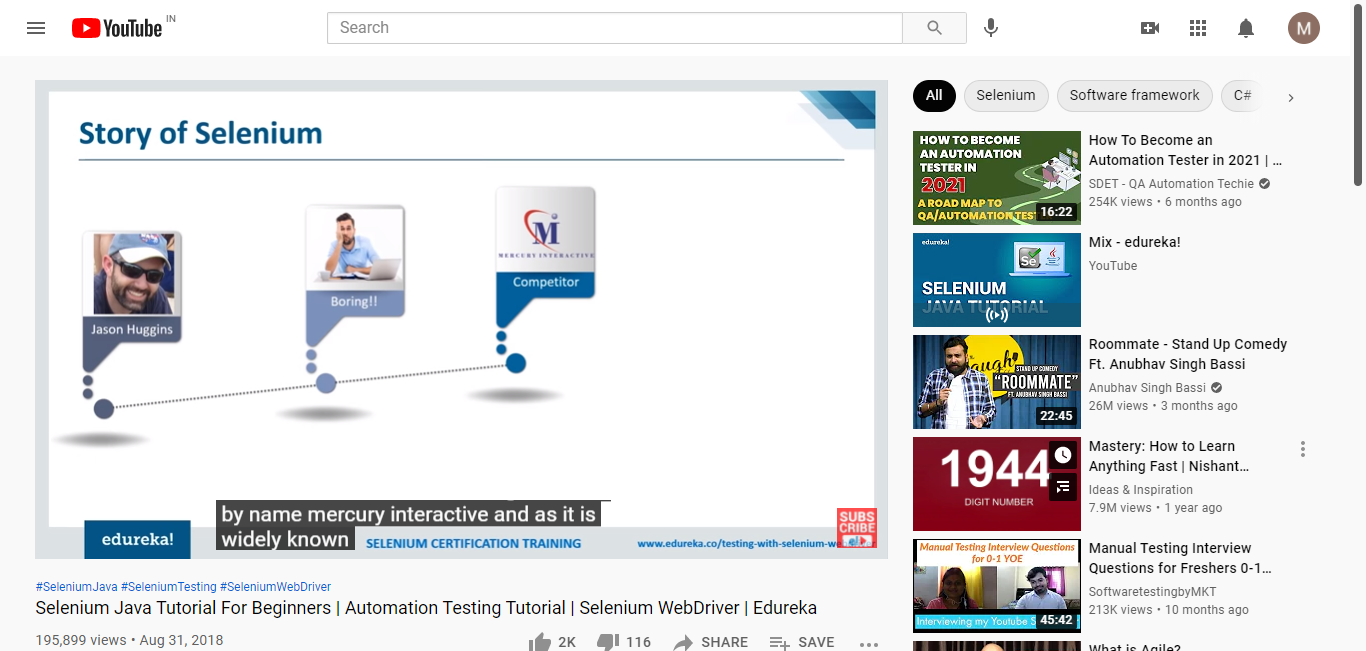 YouTube IN
Search
M
Story of Selenium
Jason Huggins
Boring!!
M
MERCURY INTERACTIVE
Competitor
by name mercury interactive and as it is
widely known
edureka!
SELENIUM CERTIFICATION TRAINING
www.edureka.co/testing-with-selenium-w
SUBS
CRIBE
#SeleniumJava #SeleniumTesting #SeleniumWebDriver
Selenium Java Tutorial For Beginners | Automation Testing Tutorial | Selenium WebDriver | Edureka
195,899 views • Aug 31, 2018
2K
116
SHARE
SAVE
All
Selenium
Software framework
C#
HOW TO BECOME
AN AUTOMATION
TESTER IN
2021
A ROAD MAP TO
QA/AUTOMATION TES
16:22
How To Become an
Automation Tester in 2021 | ...
SDET - QA Automation Techie
254K views • 6 months ago
edureka!
Se
SELENIUM
JAVA TUTORIAL
Mix - edureka!
YouTube
augh
STAND UP COMEDY
“ROOMMATE”
FT. ANUBHAV SINGH BASSI
22:45
Roommate - Stand Up Comedy
Ft. Anubhav Singh Bassi
Anubhav Singh Bassi
26M views • 3 months ago
1944
DIGIT NUMBER
Mastery: How to Learn
Anything Fast | Nishant...
Ideas & Inspiration
7.9M views • 1 year ago
Manual Testing Interview Questions
for 0-1 YOE
Interviewing my Youtube S
45:42
Manual Testing Interview
Questions for Freshers 0-1...
SoftwaretestingbyMKT
213K views • 10 months ago
What is Agile?